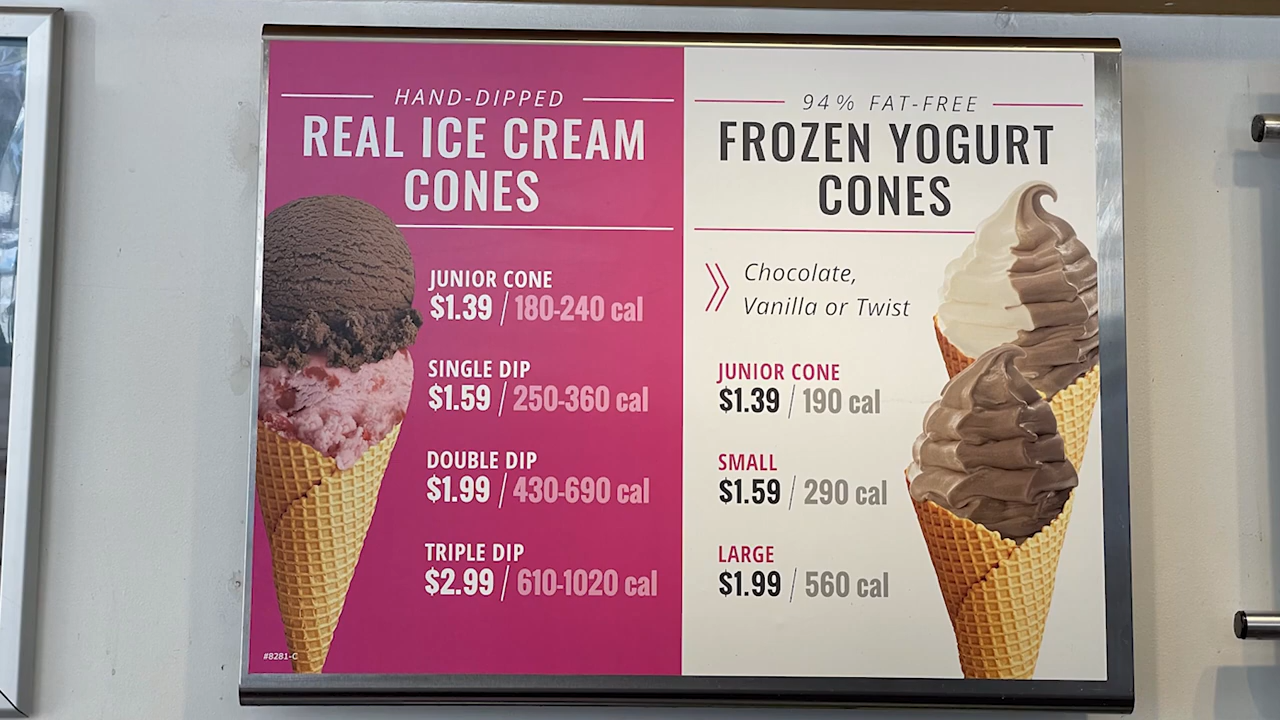 HAND-DIPPED
REAL ICE CREAM
CONES
JUNIOR CONE
$1.39 / 180-240 cal
SINGLE DIP
$1.59 / 250-360 cal
DOUBLE DIP
$1.99 / 430-690 cal
TRIPLE DIP
$2.99 / 610-1020 cal
#8281-C
94% FAT-FREE
FROZEN YOGURT
CONES
Chocolate,
Vanilla or Twist
JUNIOR CONE
$1.39 / 190 cal
SMALL
$1.59 / 290 cal
LARGE
$1.99 / 560 cal